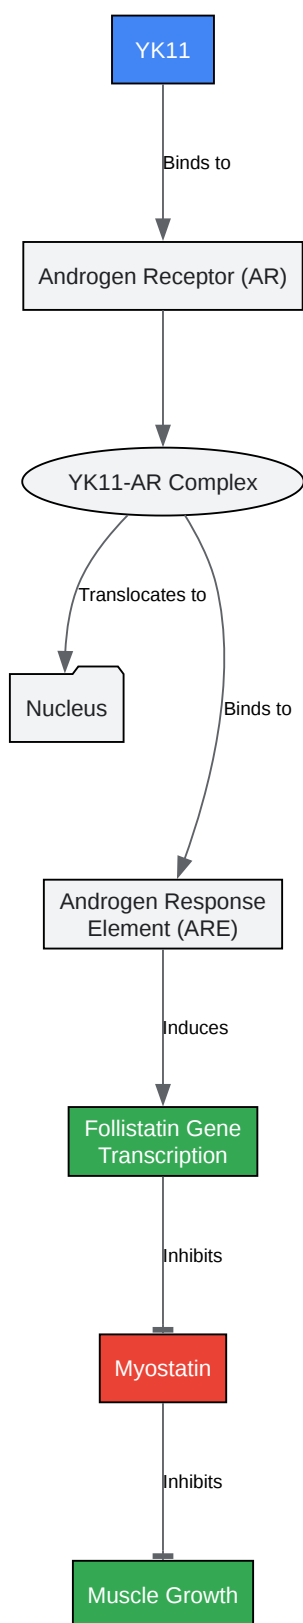 YK11
Binds to
Androgen Receptor (AR)
YK11-AR Complex
Translocates to
Nucleus
Binds to
Androgen Response
Element (ARE)
Induces
Follistatin Gene
Transcription
Inhibits
Myostatin
Inhibits
Muscle Growth